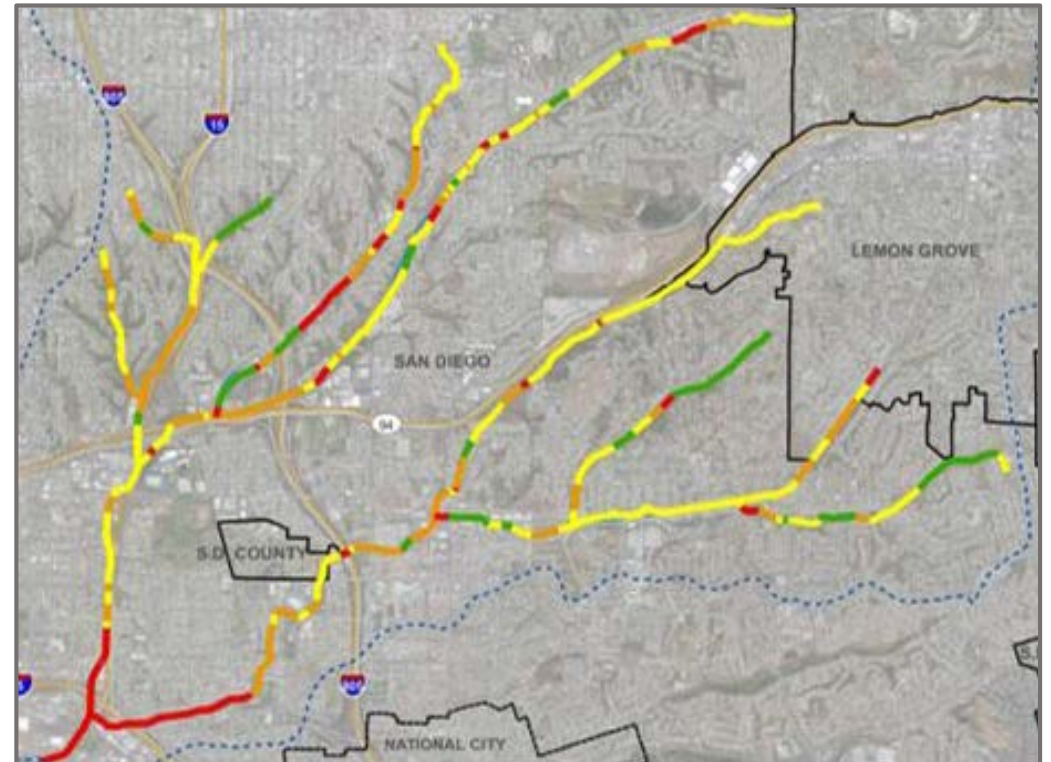 805
15
LEMON GROVE
SAN DIEGO
94
S.D. COUNTY
805
NATIONAL CITY